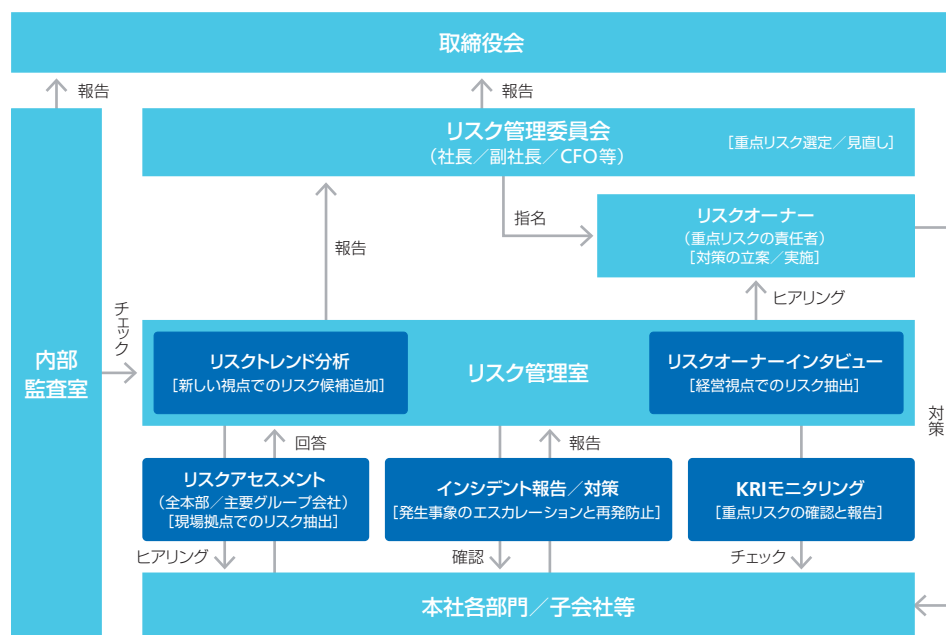 取締役会
報告
報告
リスク管理委員会
（社長／副社長／CFO等）
［重点リスク選定／見直し］
指名
リスクオーナー
（重点リスクの責任者）
［対策の立案／実施］
報告
ヒアリング
チェック
内部
監査室
リスクトレンド分析
［新しい視点でのリスク候補追加］
リスク管理室
リスクオーナーインタビュー
［経営視点でのリスク抽出］
対策
回答
報告
リスクアセスメント
（全本部／主要グループ会社）
［現場拠点でのリスク抽出］
インシデント報告／対策
［発生事象のエスカレーションと再発防止］
KRIモニタリング
［重点リスクの確認と報告］
ヒアリング
確認
チェック
本社各部門／子会社等